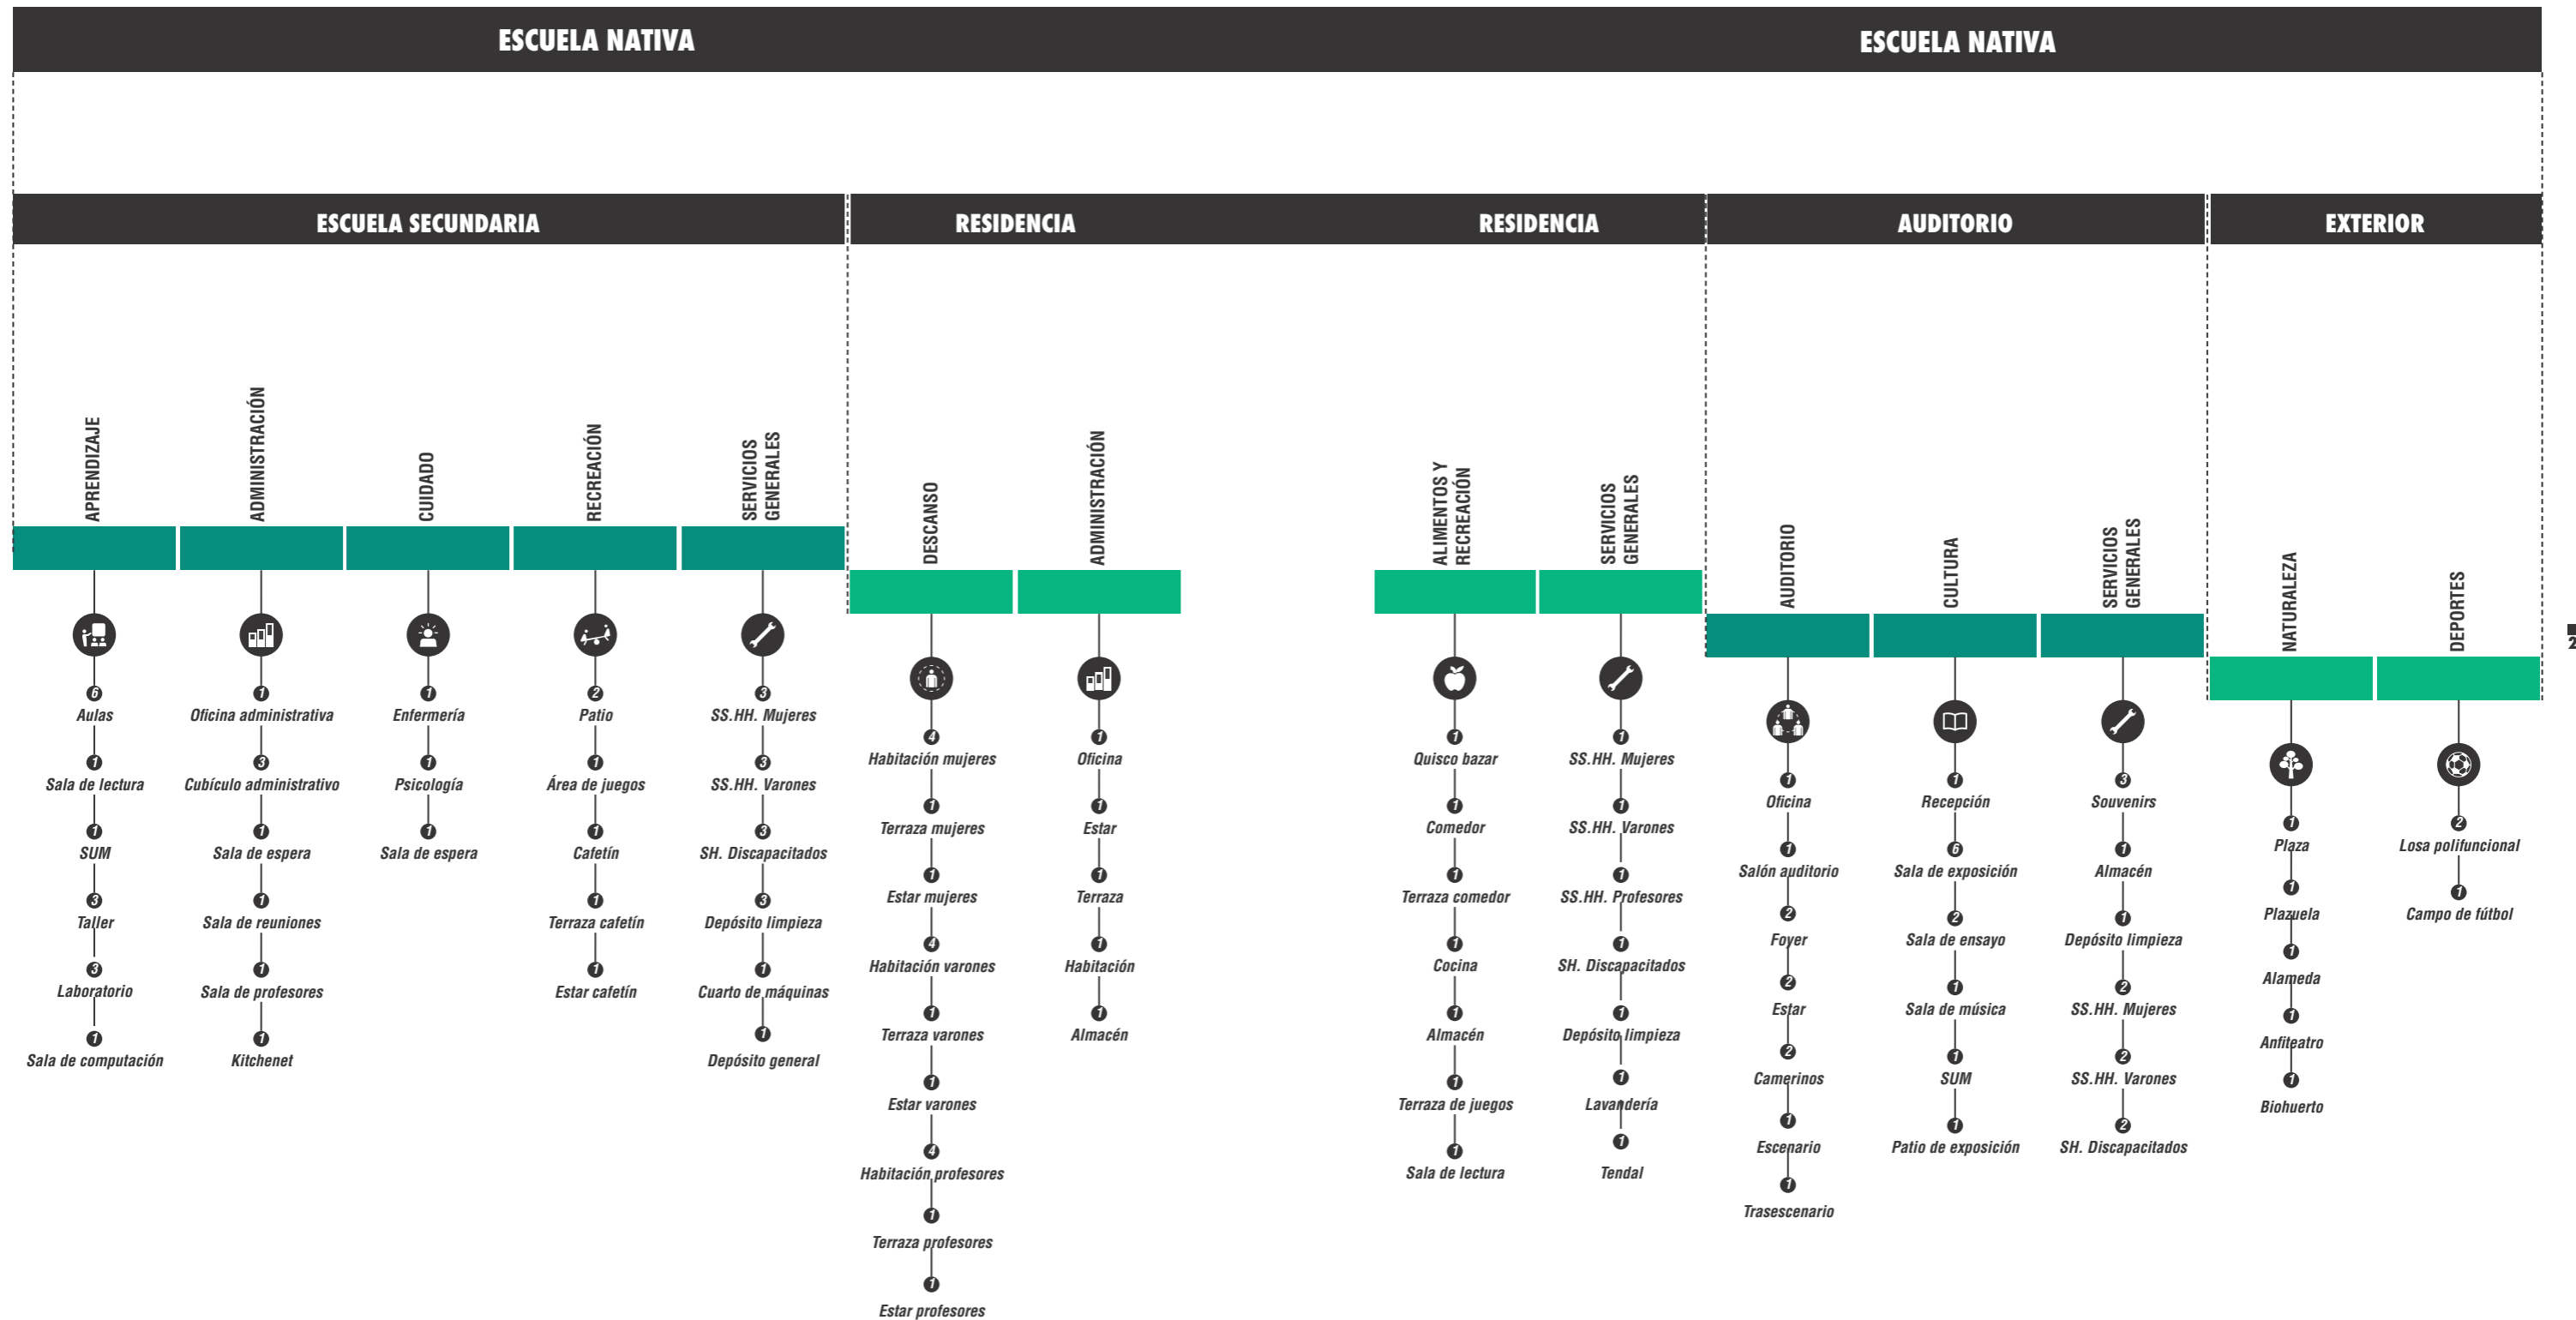 ESCUELA NATIVA
ESCUELA NATIVA
ESCUELA SECUNDARIA
RESIDENCIA
RESIDENCIA
AUDITORIO
EXTERIOR
APRENDIZAJE
6
Aulas
1
Sala de lectura
1
SUM
3
Taller
3
Laboratorio
1
Sala de computación
ADMINISTRACIÓN
1
Oficina administrativa
3
Cubículo administrativo
1
Sala de espera
1
Sala de reuniones
1
Sala de profesores
1
Kitchenet
CUIDADO
1
Enfermería
1
Psicología
1
Sala de espera
RECREACIÓN
2
Patio
1
Área de juegos
1
Cafetín
1
Terraza cafetín
1
Estar cafetín
SERVICIOS
GENERALES
3
SS.HH. Mujeres
3
SS.HH. Varones
3
SH. Discapacitados
3
Depósito limpieza
1
Cuarto de máquinas
1
Depósito general
DESCANSO
4
Habitación mujeres
1
Terraza mujeres
1
Estar mujeres
4
Habitación varones
1
Terraza varones
1
Estar varones
4
Habitación profesores
1
Terraza profesores
1
Estar profesores
ADMINISTRACIÓN
1
Oficina
1
Estar
1
Terraza
1
Habitación
1
Almacén
ALIMENTOS Y
RECREACIÓN
1
Quisco bazar
1
Comedor
1
Terraza comedor
1
Cocina
1
Almacén
1
Terraza de juegos
1
Sala de lectura
SERVICIOS
GENERALES
1
SS.HH. Mujeres
1
SS.HH. Varones
1
SS.HH. Profesores
1
SH. Discapacitados
1
Depósito limpieza
1
Lavandería
1
Tendal
AUDITORIO
1
Oficina
1
Salón auditorio
2
Foyer
2
Estar
2
Camerinos
1
Escenario
1
Trasescenario
CULTURA
1
Recepción
6
Sala de exposición
2
Sala de ensayo
1
Sala de música
1
SUM
1
Patio de exposición
SERVICIOS
GENERALES
3
Souvenirs
1
Almacén
1
Depósito limpieza
2
SS.HH. Mujeres
2
SS.HH. Varones
2
SH. Discapacitados
NATURALEZA
1
Plaza
1
Plazuela
1
Alameda
1
Anfiteatro
1
Biohuerto
DEPORTES
2
Losa polifuncional
1
Campo de fútbol